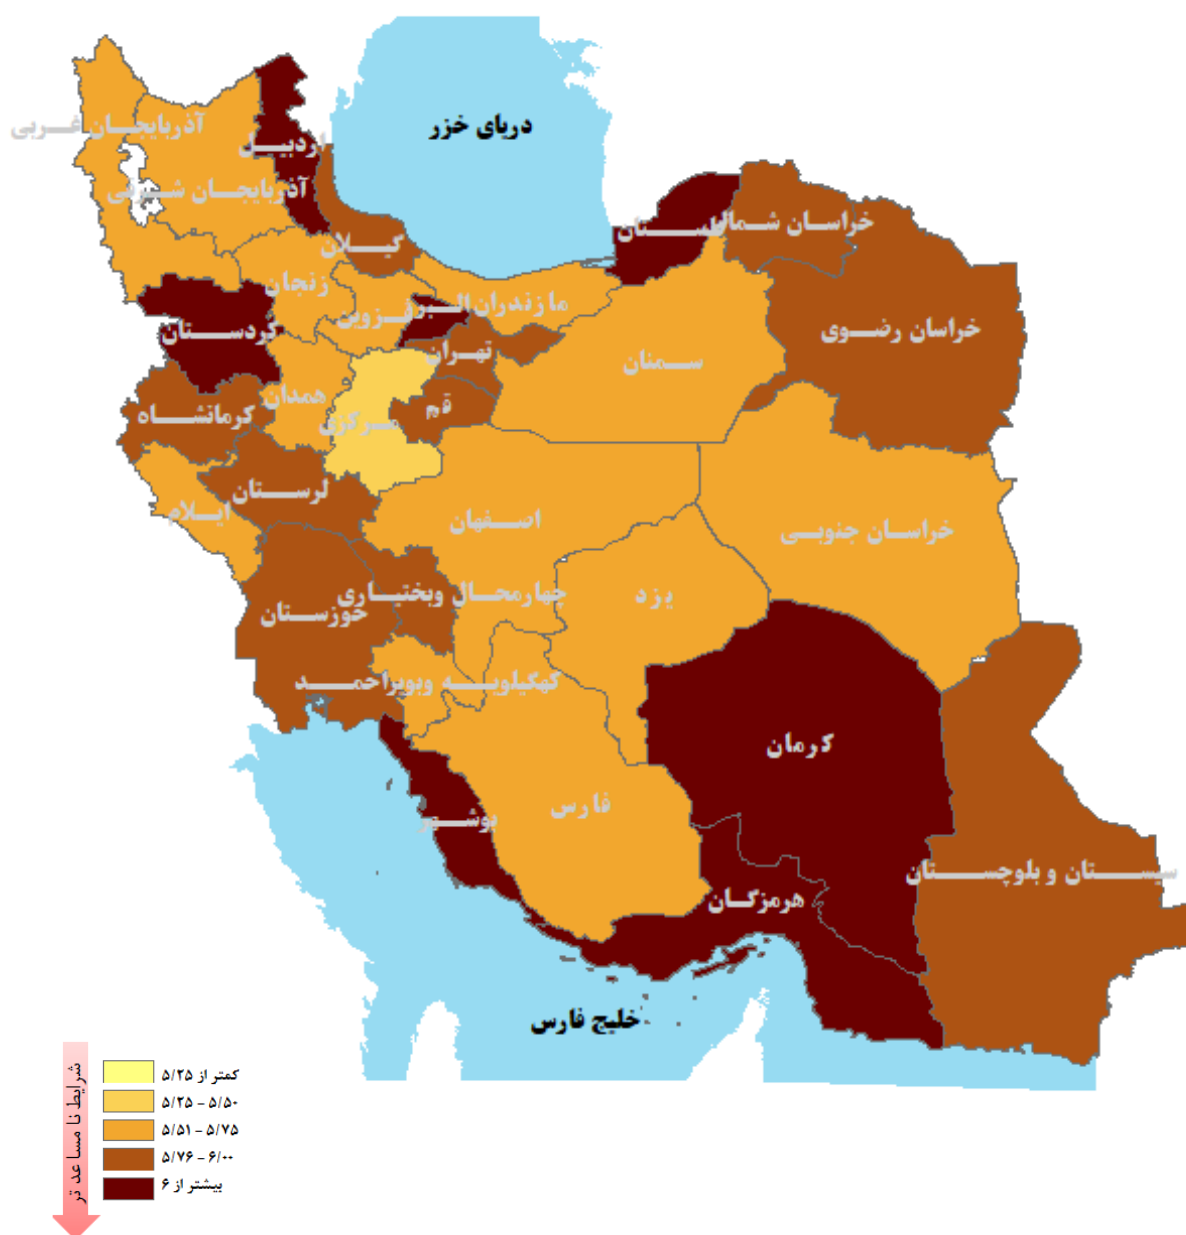 دریای خزر
آذربایجان غربی
اردبیل
آذربایجان شرقی
گیلان
گلستان
خراسان شمالی
زنجان
مازندران
البرز
قزوین
کردستان
تهران
سمنان
خراسان رضوی
همدان
قم
مرکزی
کرمانشاه
لرستان
ایلام
اصفهان
خراسان جنوبی
چهارمحال وبختیاری
یزد
خوزستان
کهکیلویه وبویراحمد
کرمان
فارس
بوشهر
سیستان و بلوچستان
هرمزگان
خلیج فارس
شرایط نا مساعد تر
کمتر از ۵/۲۵
۵/۲۵ - ۵/۵۰
۵/۵۱ - ۵/۷۵
۵/۷۶ - ۶/۰۰
بیشتر از ۶